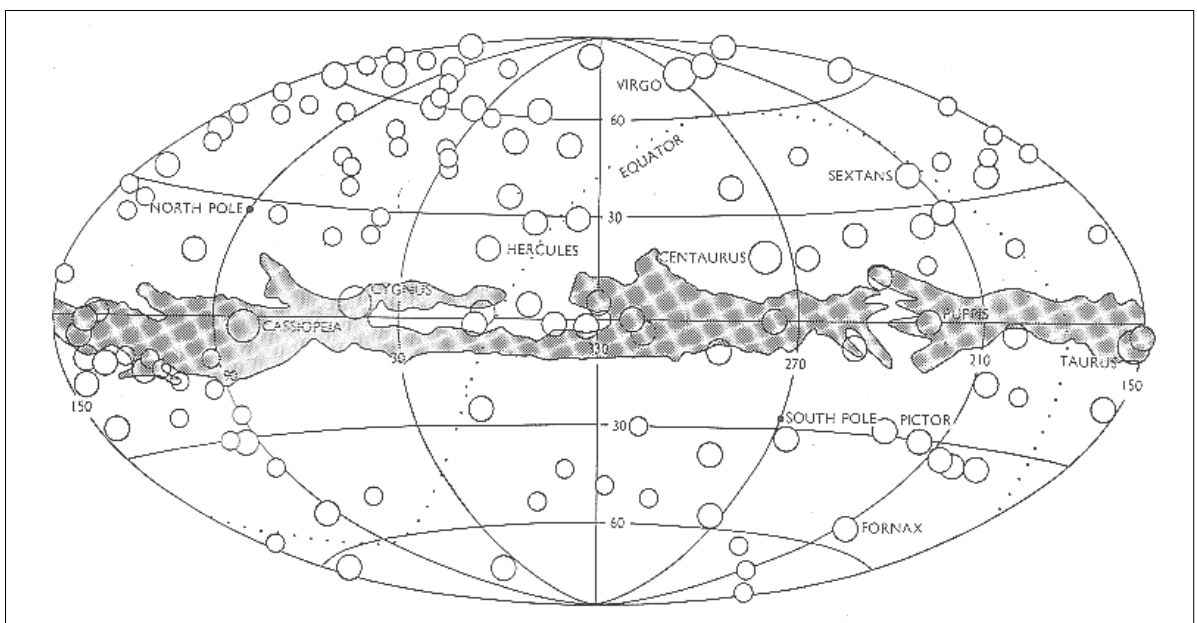 VIRGO
60
EQUATOR
SEXTANS
NORTH POLE
30
HERCULES
CENTAURUS
CYGNUS
CASSIOPEIA
PUPPIS
330
30
270
210
TAURUS
90
150
150
SOUTH POLE
PICTOR
30
60
FORNAX